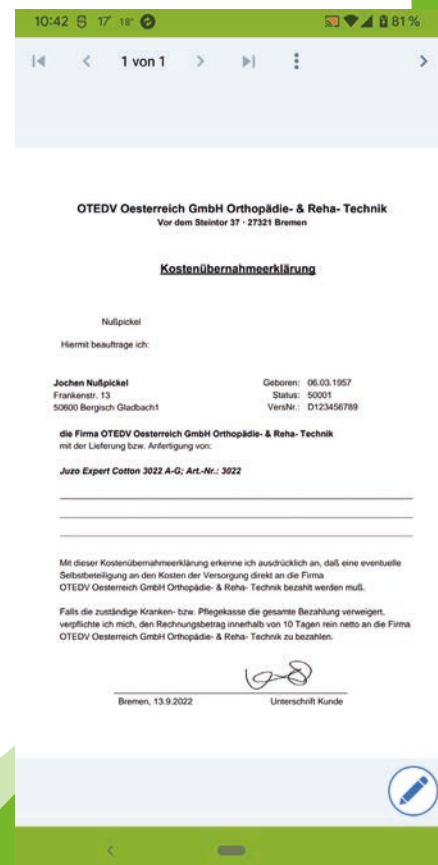 10:42 17° 18° 81 %
1 von 1
OTEDV Oesterreich GmbH Orthopädie- & Reha- Technik
Vor dem Steintor 37 · 27321 Bremen
Kostenübernahmeerklärung
Nußpickel
Hiermit beauftrage ich:
Jochen Nußpickel Geboren: 06.03.1957
Frankenstr. 13 Status: 50001
50600 Bergisch Gladbach1 VersNr.: D123456789
die Firma OTEDV Oesterreich GmbH Orthopädie- & Reha- Technik
mit der Lieferung bzw. Anfertigung von:
Juzo Expert Cotton 3022 A-G; Art.-Nr.: 3022
Mit dieser Kostenübernahmeerklärung erkenne ich ausdrücklich an, daß eine eventuelle
Selbstbeteiligung an den Kosten der Versorgung direkt an die Firma
OTEDV Oesterreich GmbH Orthopädie- & Reha- Technik bezahlt werden muß.
Falls die zuständige Kranken- bzw. Pflegekasse die gesamte Bezahlung verweigert,
verpflichte ich mich, den Rechnungsbetrag innerhalb von 10 Tagen rein netto an die Firma
OTEDV Oesterreich GmbH Orthopädie- & Reha- Technik zu bezahlen.
Bremen, 13.9.2022 Unterschrift Kunde